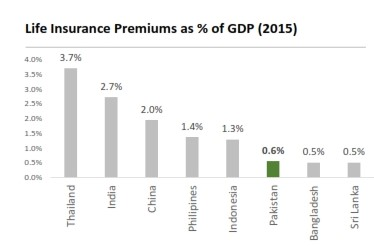 Life Insurance Premiums as % of GDP (2015)
4.0%
3.5%
3.0%
2.5%
2.0%
1.5%
1.0%
0.5%
0.0%
3.7%
2.7%
2.0%
1.4%
1.3%
0.6%
0.5%
0.5%
Thailand
India
China
Philipines
Indonesia
Pakistan
Bangladesh
Sri Lanka